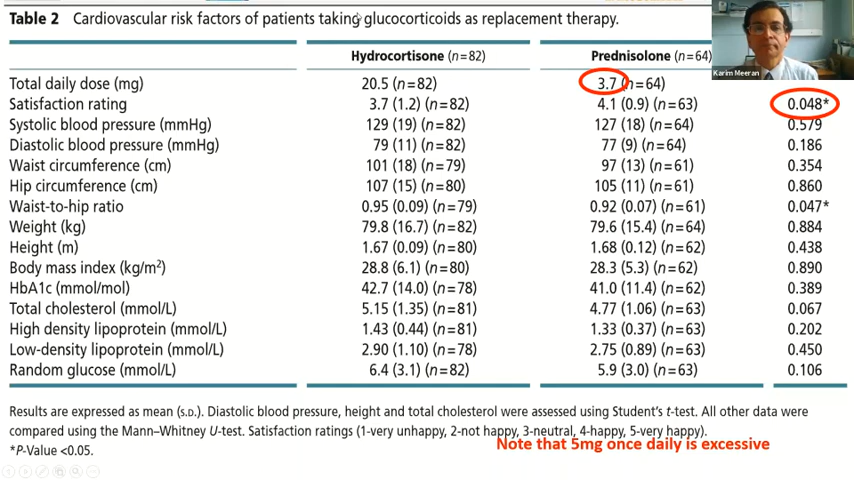 Table 2 Cardiovascular risk factors of patients taking glucocorticoids as replacement therapy.
Karim Meeran
Hydrocortisone (n=82) Prednisolone (n=64)
Total daily dose (mg) 20.5 (n=82) 3.7 (n=64)
Satisfaction rating 3.7 (1.2) (n=82) 4.1 (0.9) (n=63) 0.048*
Systolic blood pressure (mmHg) 129 (19) (n=82) 127 (18) (n=64) 0.579
Diastolic blood pressure (mmHg) 79 (11) (n=82) 77 (9) (n=64) 0.186
Waist circumference (cm) 101 (18) (n=79) 97 (13) (n=61) 0.354
Hip circumference (cm) 107 (15) (n=80) 105 (11) (n=61) 0.860
Waist-to-hip ratio 0.95 (0.09) (n=79) 0.92 (0.07) (n=61) 0.047*
Weight (kg) 79.8 (16.7) (n=82) 79.6 (15.4) (n=64) 0.884
Height (m) 1.67 (0.09) (n=80) 1.68 (0.12) (n=62) 0.438
Body mass index (kg/m²) 28.8 (6.1) (n=80) 28.3 (5.3) (n=62) 0.890
HbA1c (mmol/mol) 42.7 (14.0) (n=78) 41.0 (11.4) (n=62) 0.389
Total cholesterol (mmol/L) 5.15 (1.35) (n=81) 4.77 (1.06) (n=63) 0.067
High density lipoprotein (mmol/L) 1.43 (0.44) (n=81) 1.33 (0.37) (n=63) 0.202
Low-density lipoprotein (mmol/L) 2.90 (1.10) (n=78) 2.75 (0.89) (n=63) 0.450
Random glucose (mmol/L) 6.4 (3.1) (n=82) 5.9 (3.0) (n=63) 0.106
Results are expressed as mean (S.D.). Diastolic blood pressure, height and total cholesterol were assessed using Student's t-test. All other data were
compared using the Mann–Whitney U-test. Satisfaction ratings (1-very unhappy, 2-not happy, 3-neutral, 4-happy, 5-very happy).
*P-Value <0.05.
Note that 5mg once daily is excessive